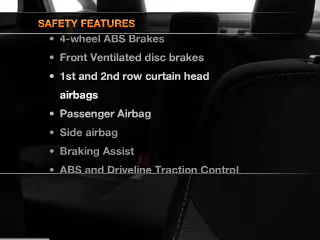 SAFETY FEATURES
• 4-wheel ABS Brakes
• Front Ventilated disc brakes
• 1st and 2nd row curtain head
airbags
• Passenger Airbag
• Side airbag
• Braking Assist
• ABS and Driveline Traction Control